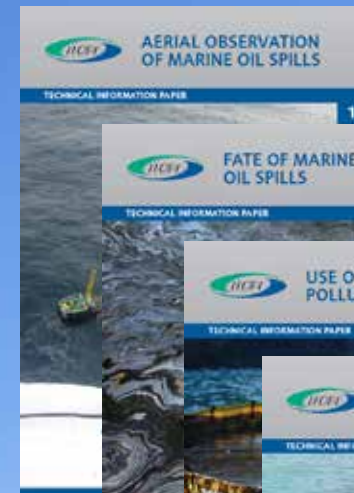 ITOPF
AERIAL OBSERVATION
OF MARINE OIL SPILLS
TECHNICAL INFORMATION PAPER
1
ITOPF
FATE OF MARINE
OIL SPILLS
TECHNICAL INFORMATION PAPER
ITOPF
USE O
POLLU
TECHNICAL INFORMATION PAPER
ITOPF
TECHNICAL INF